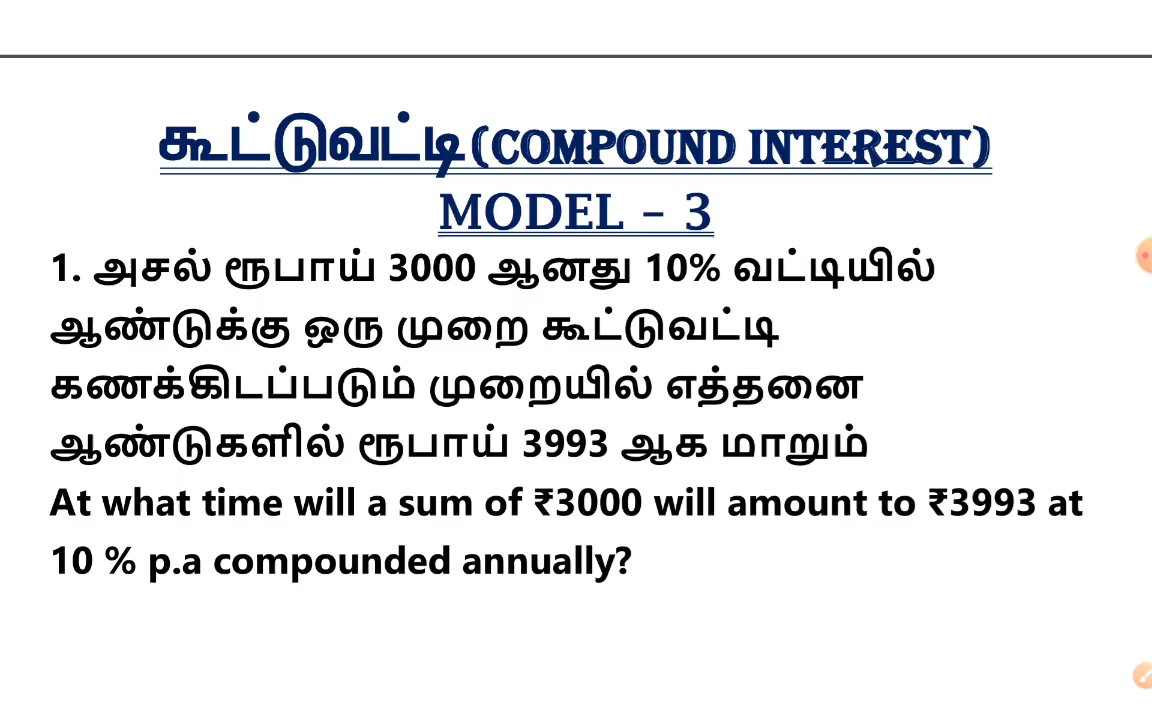 கூட்டுவட்டி(COMPOUND INTEREST)
MODEL – 3
1. அசல் ரூபாய் 3000 ஆனது 10% வட்டியில்
ஆண்டுக்கு ஒரு முறை கூட்டுவட்டி
கணக்கிடப்படும் முறையில் எத்தனை
ஆண்டுகளில் ரூபாய் 3993 ஆக மாறும்
At what time will a sum of ₹3000 will amount to ₹3993 at
10 % p.a compounded annually?